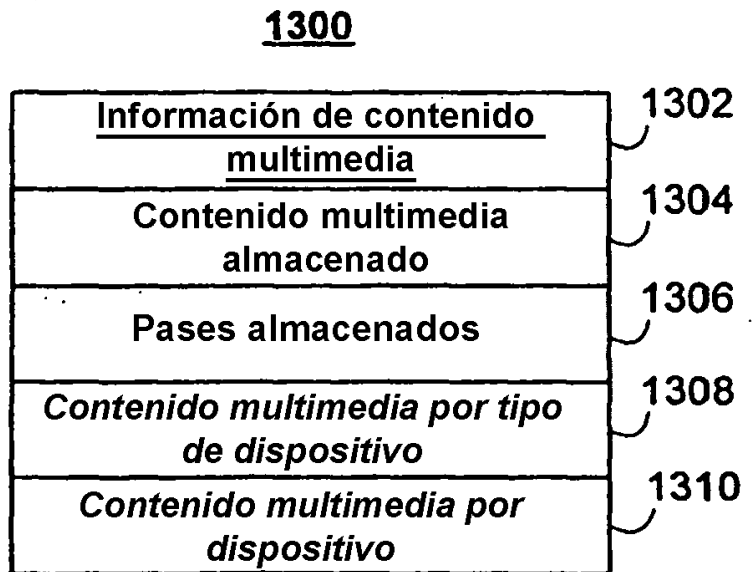 1300
Información de contenido
multimedia
1302
Contenido multimedia
almacenado
1304
Pases almacenados
1306
Contenido multimedia por tipo
de dispositivo
1308
Contenido multimedia por
dispositivo
1310